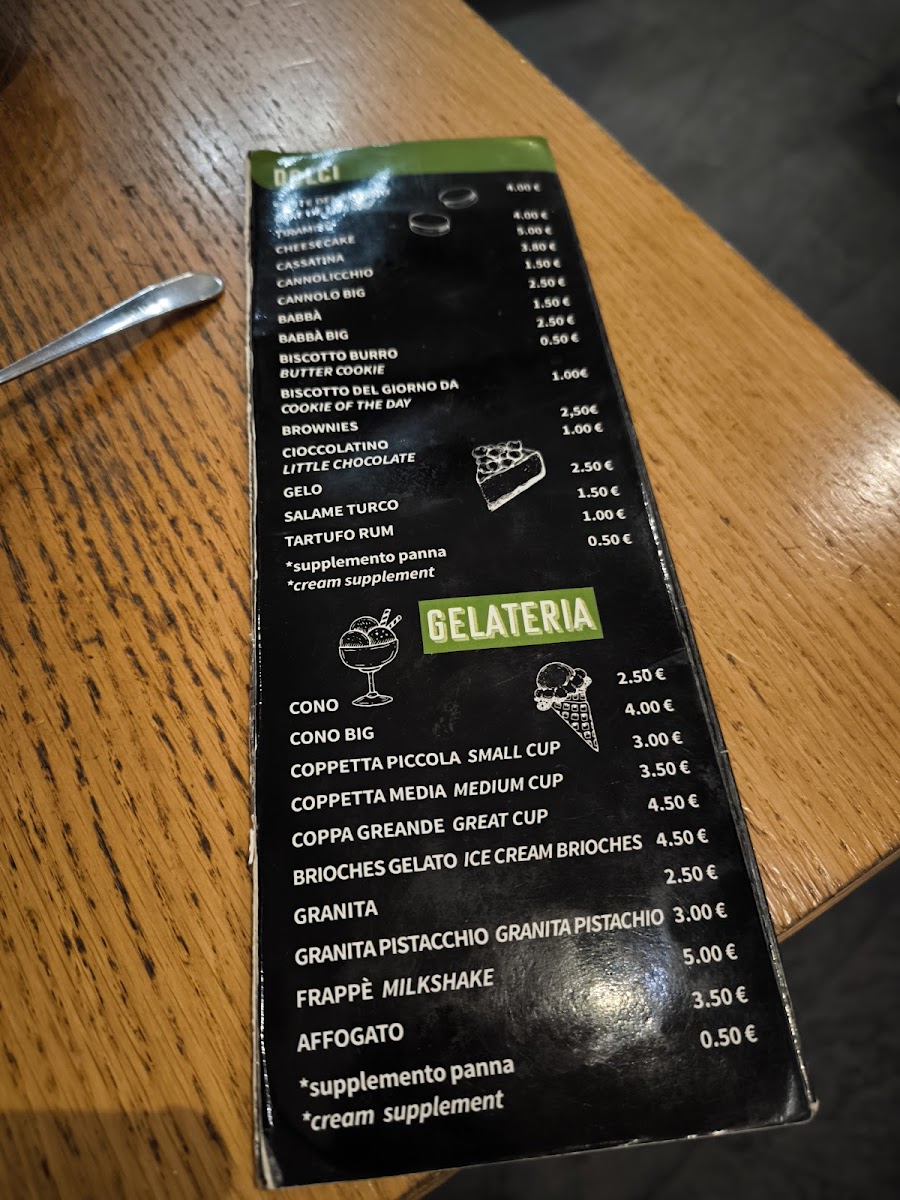 DOLCI
4.00 €
TIRAMISÙ 4.00 €
CHEESECAKE 5.00 €
CASSATINA 3.80 €
CANNOLICCHIO 1.50 €
CANNOLO BIG 2.50 €
BABBÀ 1.50 €
BABBÀ BIG 2.50 €
BISCOTTO BURRO 0.50 €
BUTTER COOKIE
BISCOTTO DEL GIORNO DA 1.00€
COOKIE OF THE DAY
BROWNIES 2,50€
CIOCCOLATINO 1.00 €
LITTLE CHOCOLATE
GELO 2.50 €
SALAME TURCO 1.50 €
TARTUFO RUM 1.00 €
*supplemento panna 0.50 €
*cream supplement
GELATERIA
CONO 2.50 €
CONO BIG 4.00 €
COPPETTA PICCOLA SMALL CUP 3.00 €
COPPETTA MEDIA MEDIUM CUP 3.50 €
COPPA GREANDE GREAT CUP 4.50 €
BRIOCHES GELATO ICE CREAM BRIOCHES 4.50 €
GRANITA 2.50 €
GRANITA PISTACCHIO GRANITA PISTACHIO 3.00 €
FRAPPÈ MILKSHAKE 5.00 €
AFFOGATO 3.50 €
*supplemento panna 0.50 €
*cream supplement